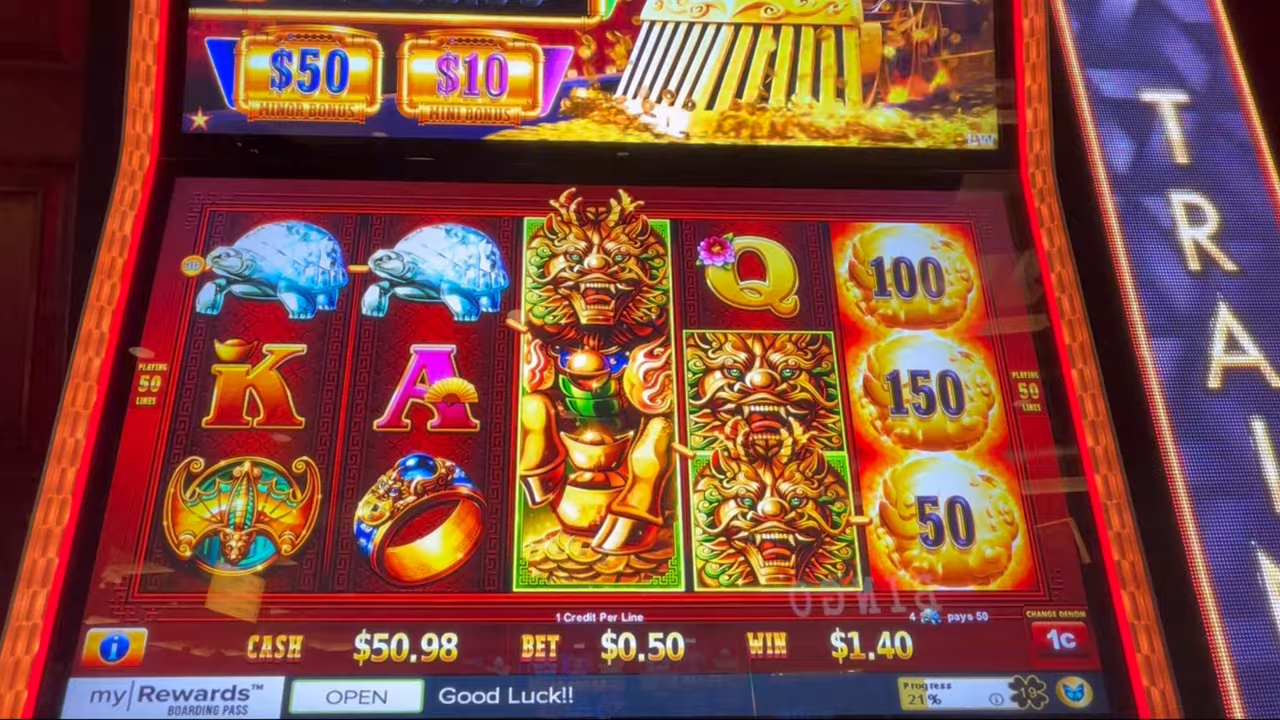 $50
MINOR BONUS
$10
MINI BONUS
TRAI
Q
100
K
A
150
50
PLAYING
50
LINES
PLAYING
50
LINES
1 Credit Per Line
4 pays 50
CHANGE DENOM
CASH $50.98 BET $0.50 WIN $1.40
1¢
my|Rewards™
BOARDING PASS
OPEN
Good Luck!!
Progress
21%
19